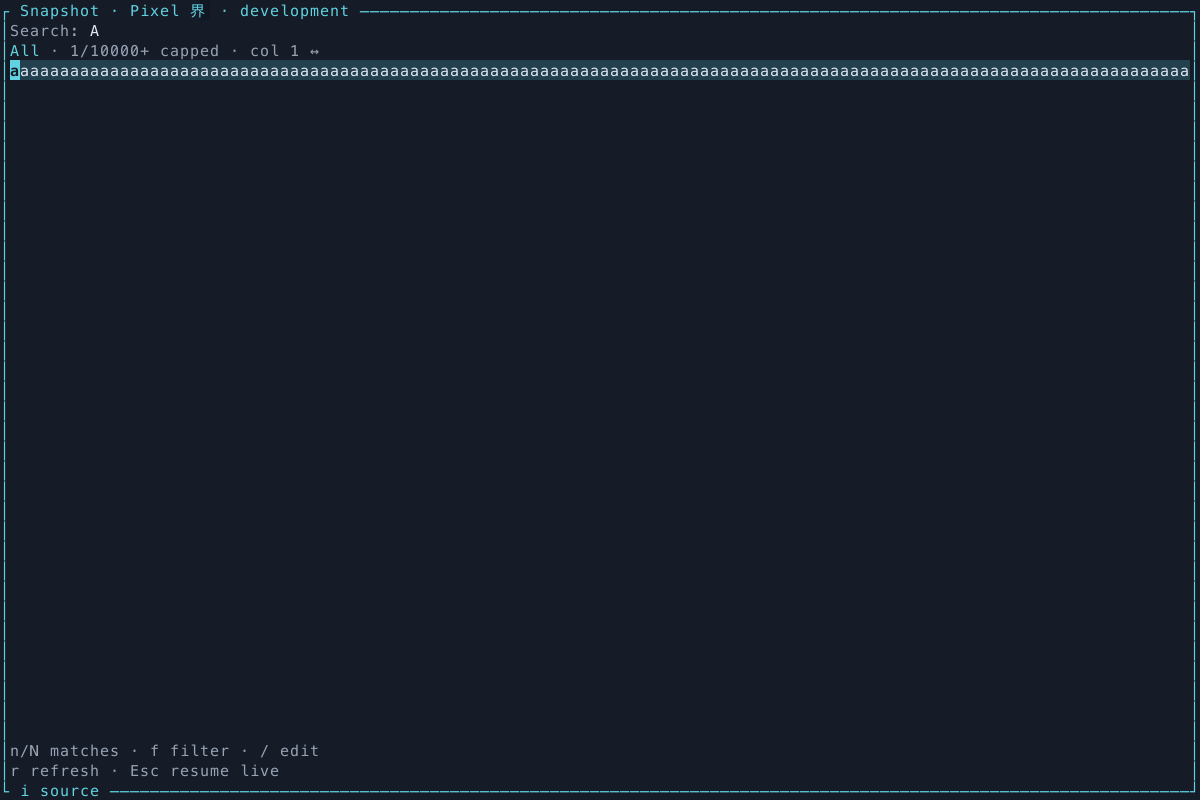 Snapshot · Pixel 界 · development
Search: A
All · 1/10000+ capped · col 1 ↔
aaaaaaaaaaaaaaaaaaaaaaaaaaaaaaaaaaaaaaaaaaaaaaaaaaaaaaaaaaaaaaaaaaaaaaaaaaaaaaaaaaaaaaaaaaaaaaaaaaaaaaaaaaaaaaaaaaaaaa
n/N matches · f filter · / edit
r refresh · Esc resume live
i source